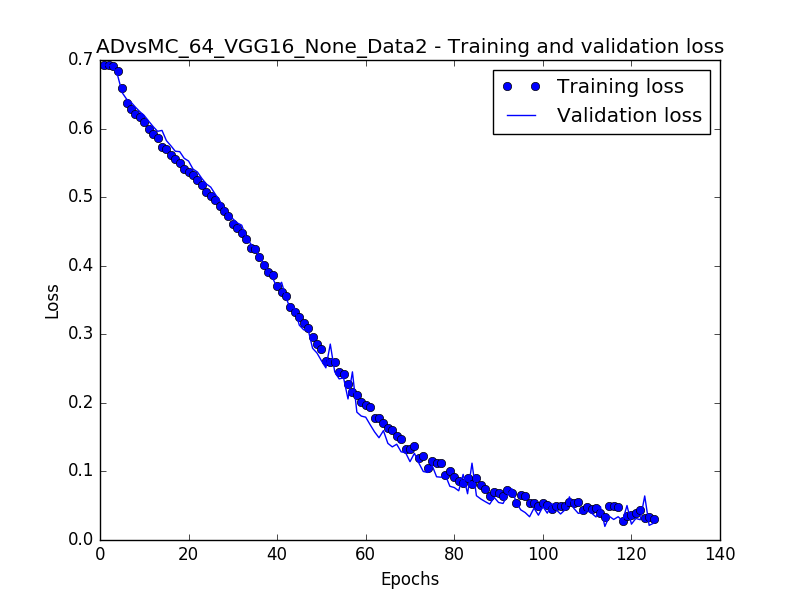 ADvsMC_64_VGG16_None_Data2 - Training and validation loss
Training loss
Validation loss
0.7
0.6
0.5
0.4
0.3
0.2
0.1
0.0
Loss
0 20 40 60 80 100 120 140
Epochs